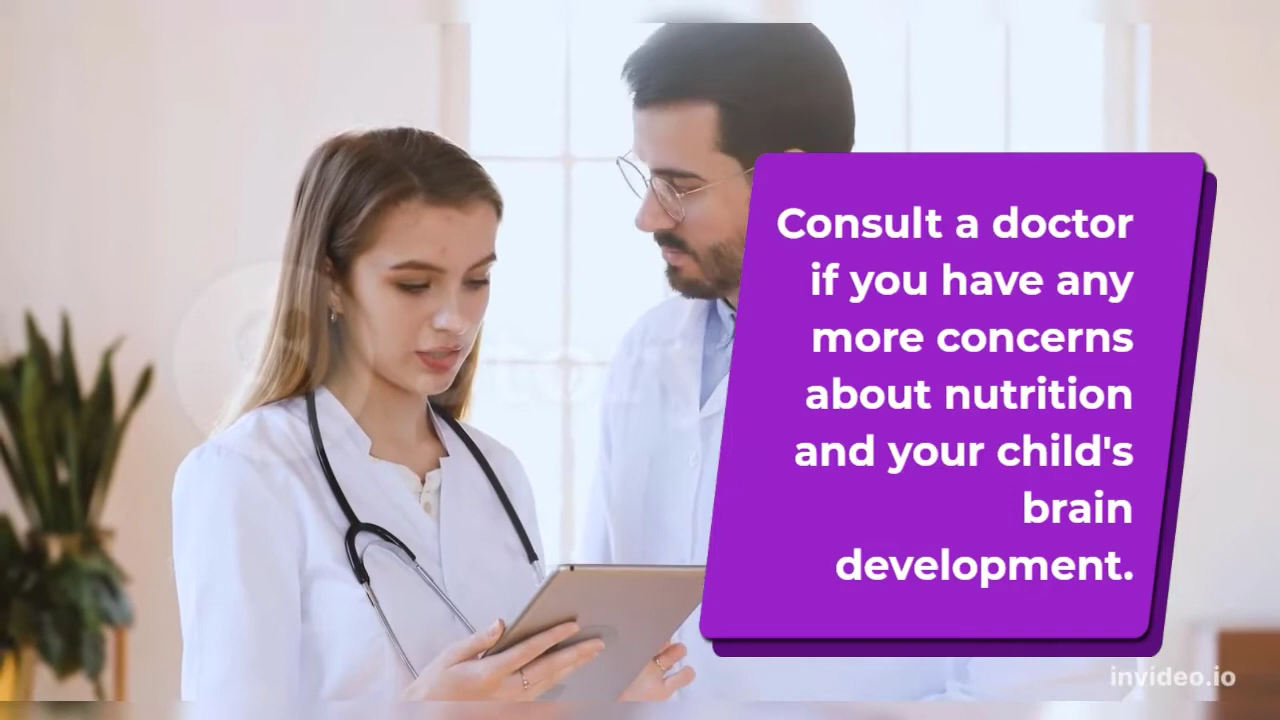 Consult a doctor
if you have any
more concerns
about nutrition
and your child's
brain
development.
invideo.io